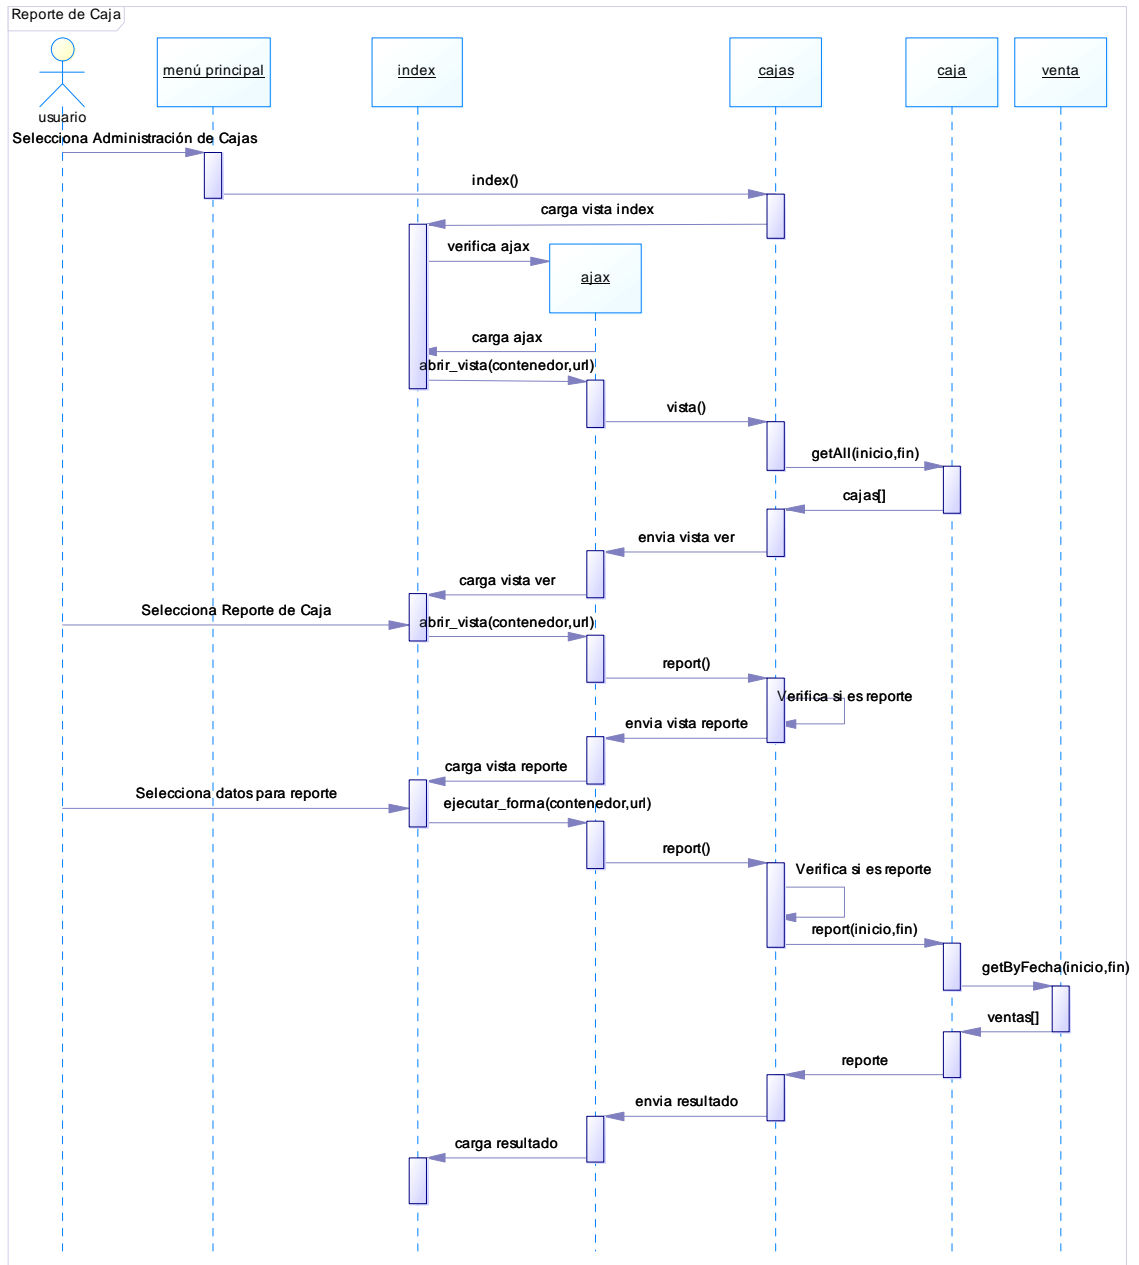 Reporte de Caja
usuario
menú principal
index
cajas
caja
venta
Selecciona Administración de Cajas
index()
carga vista index
verifica ajax
ajax
carga ajax
abrir_vista(contenedor,url)
vista()
getAll(inicio,fin)
cajas[]
envia vista ver
carga vista ver
Selecciona Reporte de Caja
abrir_vista(contenedor,url)
report()
Verifica si es reporte
envia vista reporte
carga vista reporte
Selecciona datos para reporte
ejecutar_forma(contenedor,url)
report()
Verifica si es reporte
report(inicio,fin)
getByFecha(inicio,fin)
ventas[]
reporte
envia resultado
carga resultado